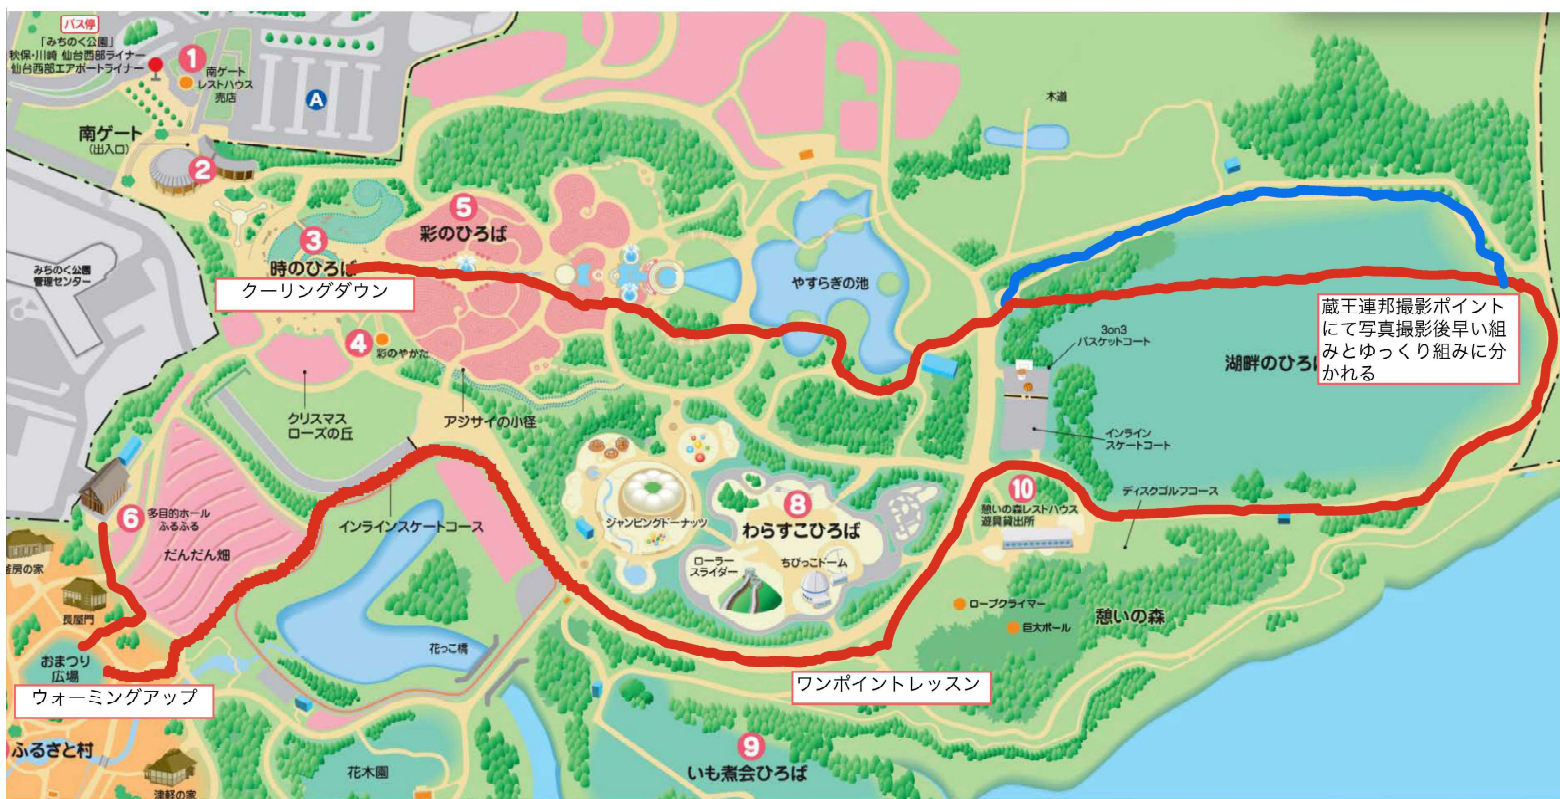 バス停
「みちのく公園」
秋保・川崎 仙台西部ライナー
仙台西部エアポートライナー
1
南ゲート
レストハウス
売店
A
南ゲート
(出入口)
2
木道
5
彩のひろば
3
時のひろば
クーリングダウン
みちのく公園
管理センター
やすらぎの池
4
彩のやかた
3on3
バスケットコート
湖畔のひろ
蔵王連邦撮影ポイント
にて写真撮影後早い組
みとゆっくり組みに分
かれる
クリスマス
ローズの丘
アジサイの小径
インライン
スケートコート
6
多目的ホール
ふるふる
だんだん畑
インラインスケートコース
ジャンピングドーナッツ
8
わらすこひろば
10
憩いの森レストハウス
遊具貸出所
ディスクゴルフコース
釜房の家
長屋門
ローラー
スライダー
ちびっこドーム
ロープクライマー
巨大ポール
憩いの森
おまつり
広場
ウォーミングアップ
花っこ橋
ワンポイントレッスン
ふるさと村
津軽の家
花木園
9
いも煮会ひろば